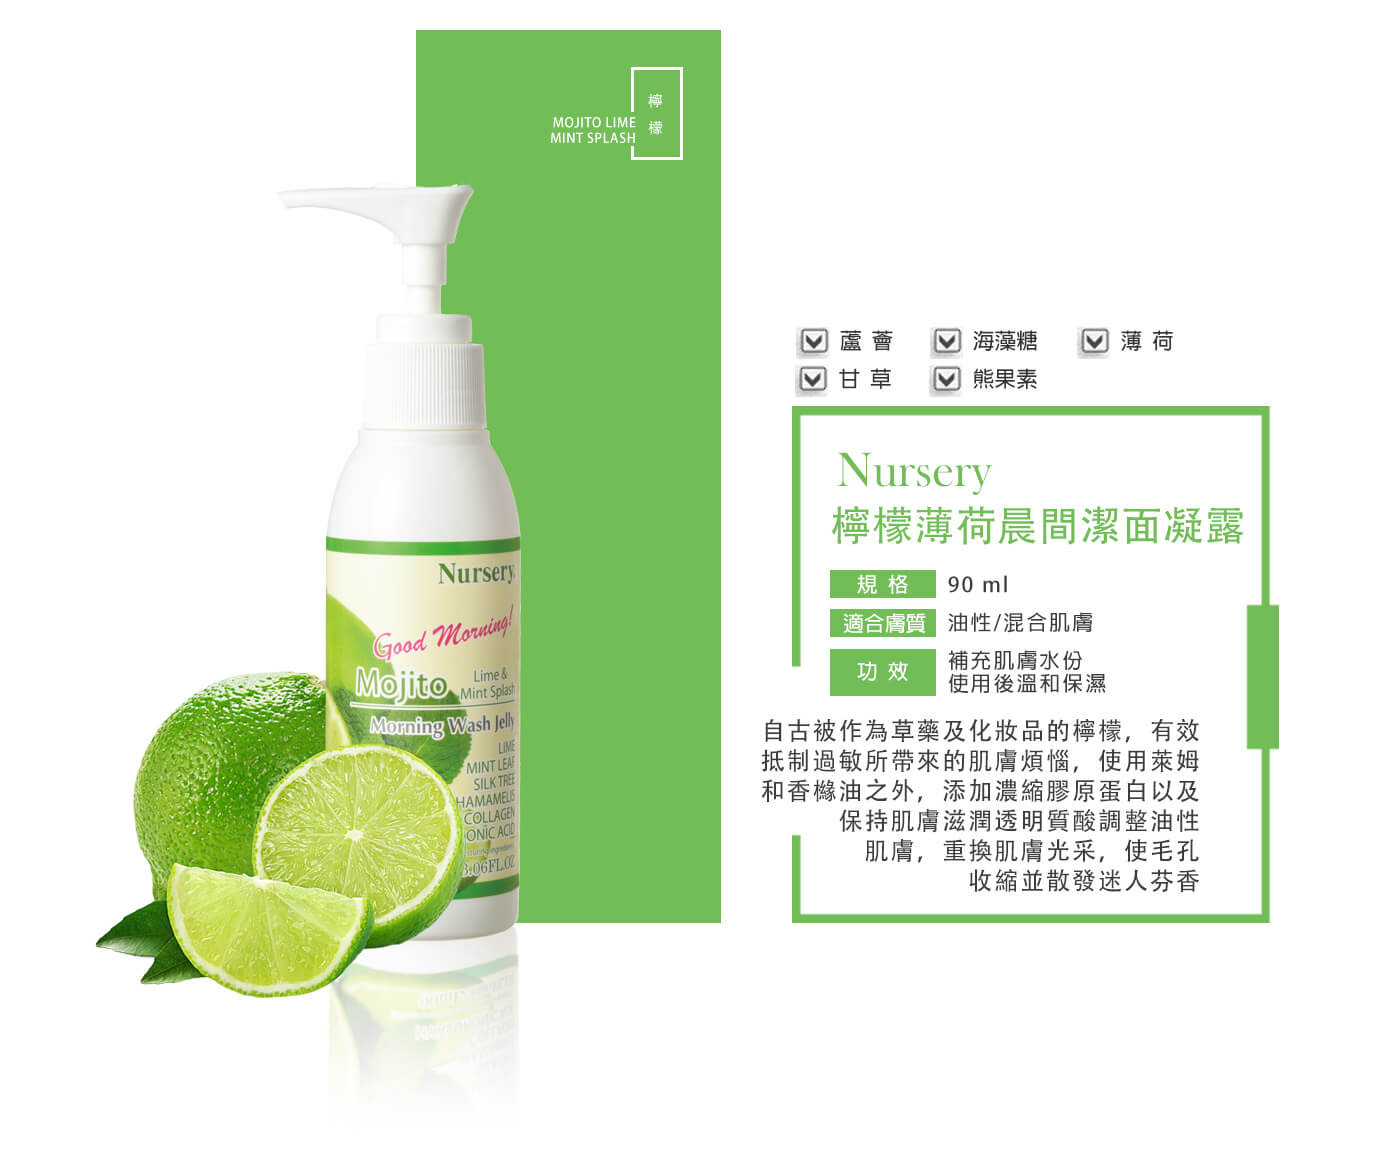 檸
檬
MOJITO LIME
MINT SPLASH
蘆薈
海藻糖
薄荷
甘草
熊果素
Nursery
檸檬薄荷晨間潔面凝露
規格 90 ml
適合膚質 油性/混合肌膚
功效 補充肌膚水份
使用後溫和保濕
自古被作為草藥及化妝品的檸檬，有效
抵制過敏所帶來的肌膚煩惱，使用萊姆
和香櫞油之外，添加濃縮膠原蛋白以及
保持肌膚滋潤透明質酸調整油性
肌膚，重換肌膚光采，使毛孔
收縮並散發迷人芬香
Nursery
Good Morning!
Mojito Lime &
Mint Splash
Morning Wash Jelly
LIME
MINT LEAF
SILK TREE
HAMAMELIS
COLLAGEN
ONIC ACID
3.06FL.OZ